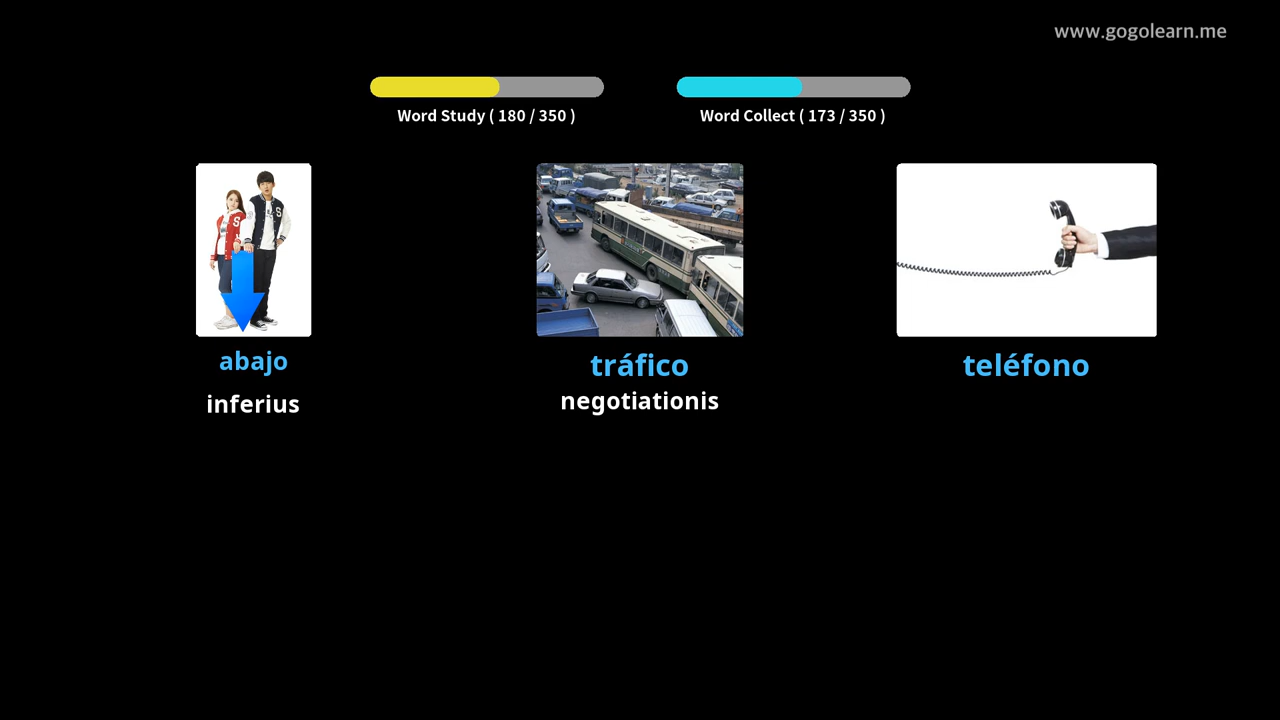 www.gogolearn.me
Word Study ( 180 / 350 )
Word Collect ( 173 / 350 )
abajo
tráfico
teléfono
inferius
negotiationis